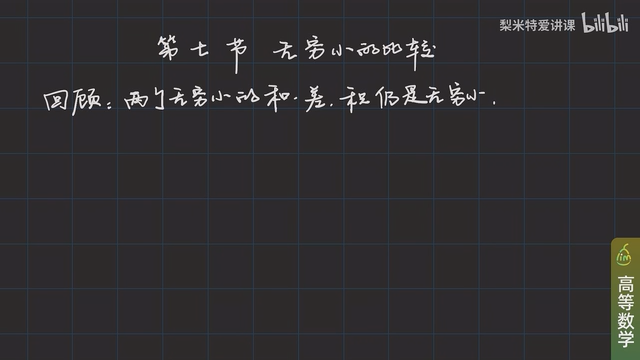 梨米特爱讲课 bilibili
第七节 无穷小的比较
回顾：两个无穷小的和、差、积仍是无穷小.
lim
高等数学